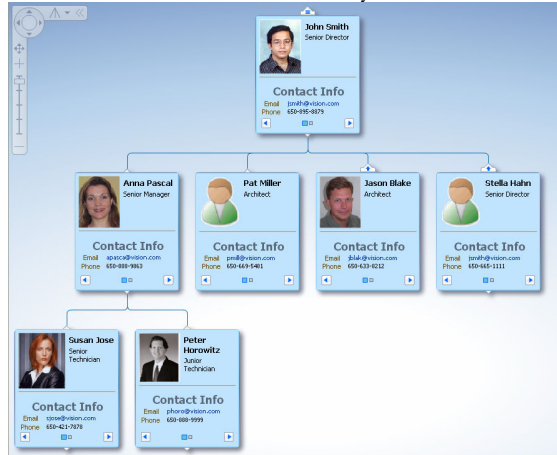 John Smith
Senior Director
Contact Info
Email jsmith@vision.com
Phone 650-895-8879
Anna Pascal
Senior Manager
Contact Info
Email apasca@vision.com
Phone 650-888-9863
Pat Miller
Architect
Contact Info
Email pmill@vision.com
Phone 650-669-5401
Jason Blake
Architect
Contact Info
Email jblak@vision.com
Phone 650-633-0212
Stella Hahn
Senior Director
Contact Info
Email jsmith@vision.com
Phone 650-665-1111
Susan Jose
Senior
Technician
Contact Info
Email sjose@vision.com
Phone 650-421-7878
Peter
Horowitz
Junior
Technician
Contact Info
Email phoro@vision.com
Phone 650-888-9999